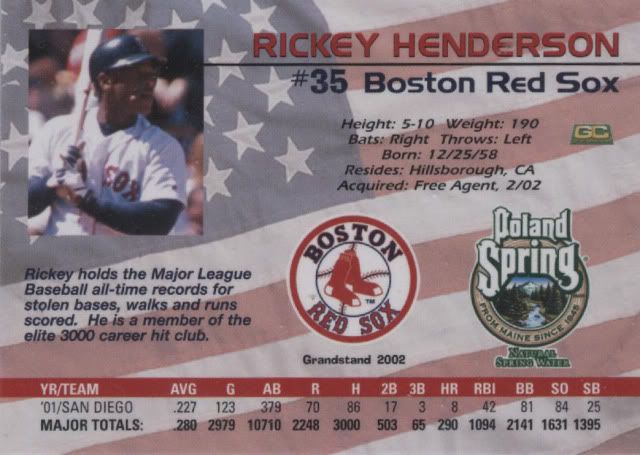 RICKEY HENDERSON
#35 Boston Red Sox
Height: 5-10 Weight: 190
Bats: Right Throws: Left
Born: 12/25/58
Resides: Hillsborough, CA
Acquired: Free Agent, 2/02
GC
SOX
BOSTON
RED SOX
TM
Poland
Spring
FROM MAINE SINCE 1845
NATURAL
SPRING WATER
Rickey holds the Major League
Baseball all-time records for
stolen bases, walks and runs
scored. He is a member of the
elite 3000 career hit club.
Grandstand 2002
YR/TEAM AVG G AB R H 2B 3B HR RBI BB SO SB
'01/SAN DIEGO .227 123 379 70 86 17 3 8 42 81 84 25
MAJOR TOTALS: .280 2979 10710 2248 3000 503 65 290 1094 2141 1631 1395